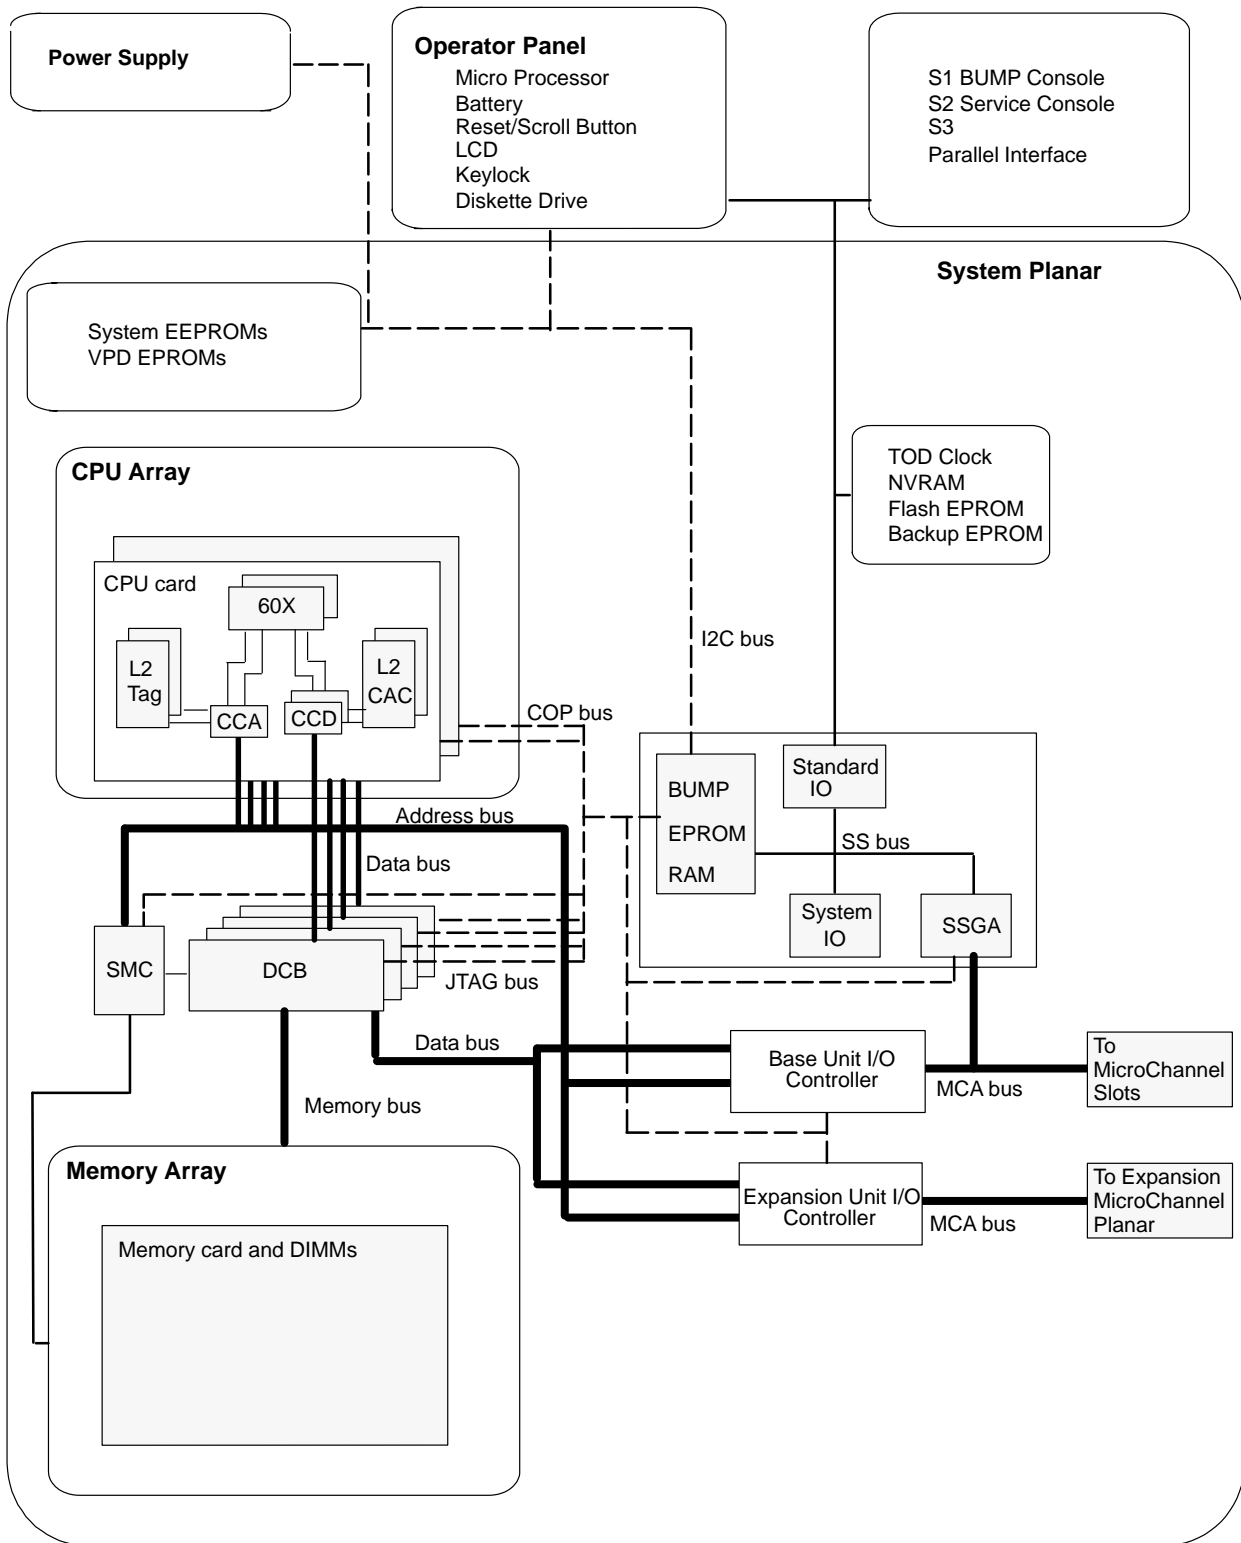 Power Supply
Operator Panel
Micro Processor
Battery
Reset/Scroll Button
LCD
Keylock
Diskette Drive
S1 BUMP Console
S2 Service Console
S3
Parallel Interface
System Planar
System EEPROMs
VPD EPROMs
CPU Array
TOD Clock
NVRAM
Flash EPROM
Backup EPROM
CPU card
60X
L2
Tag
L2
CAC
CCA
CCD
I2C bus
COP bus
BUMP
EPROM
RAM
Standard
IO
SS bus
System
IO
SSGA
Address bus
Data bus
SMC
DCB
JTAG bus
Data bus
Memory bus
Base Unit I/O
Controller
MCA bus
To
MicroChannel
Slots
Memory Array
Memory card and DIMMs
Expansion Unit I/O
Controller
MCA bus
To Expansion
MicroChannel
Planar